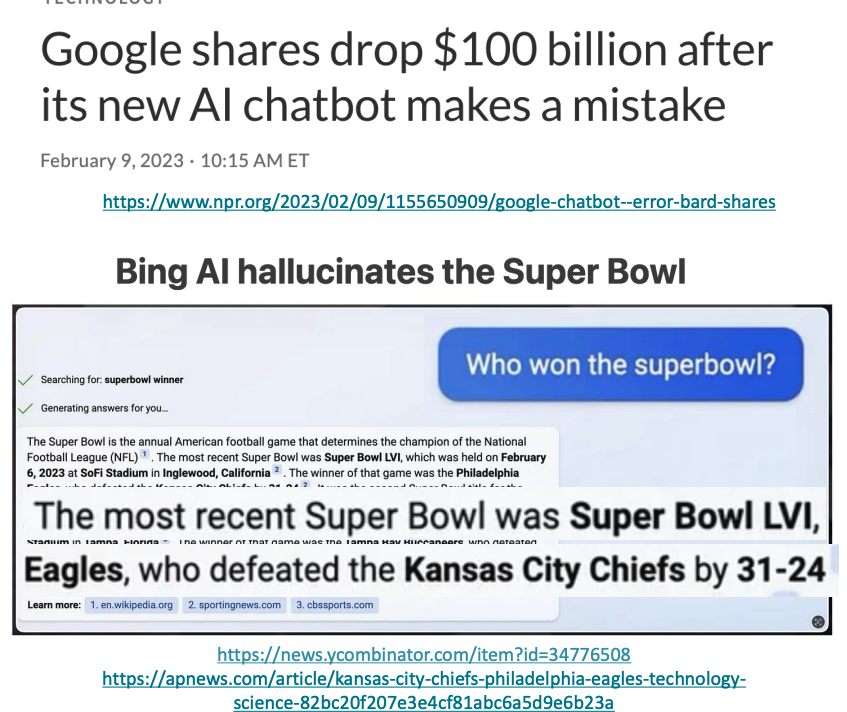 TECHNOLOGY
Google shares drop $100 billion after
its new AI chatbot makes a mistake
February 9, 2023 · 10:15 AM ET
https://www.npr.org/2023/02/09/1155650909/google-chatbot--error-bard-shares
Bing AI hallucinates the Super Bowl
Who won the superbowl?
Searching for: superbowl winner
Generating answers for you...
The Super Bowl is the annual American football game that determines the champion of the National
Football League (NFL) 1 . The most recent Super Bowl was Super Bowl LVI, which was held on February
6, 2023 at SoFi Stadium in Inglewood, California 2 . The winner of that game was the Philadelphia
The most recent Super Bowl was Super Bowl LVI,
Stadium in Tampa, Florida The winner of that game was the Tampa Bay Buccaneers, who defeated
Eagles, who defeated the Kansas City Chiefs by 31-24
Learn more: 1. en.wikipedia.org 2. sportingnews.com 3. cbssports.com
https://news.ycombinator.com/item?id=34776508
https://apnews.com/article/kansas-city-chiefs-philadelphia-eagles-technology-
science-82bc20f207e3e4cf81abc6a5d9e6b23a